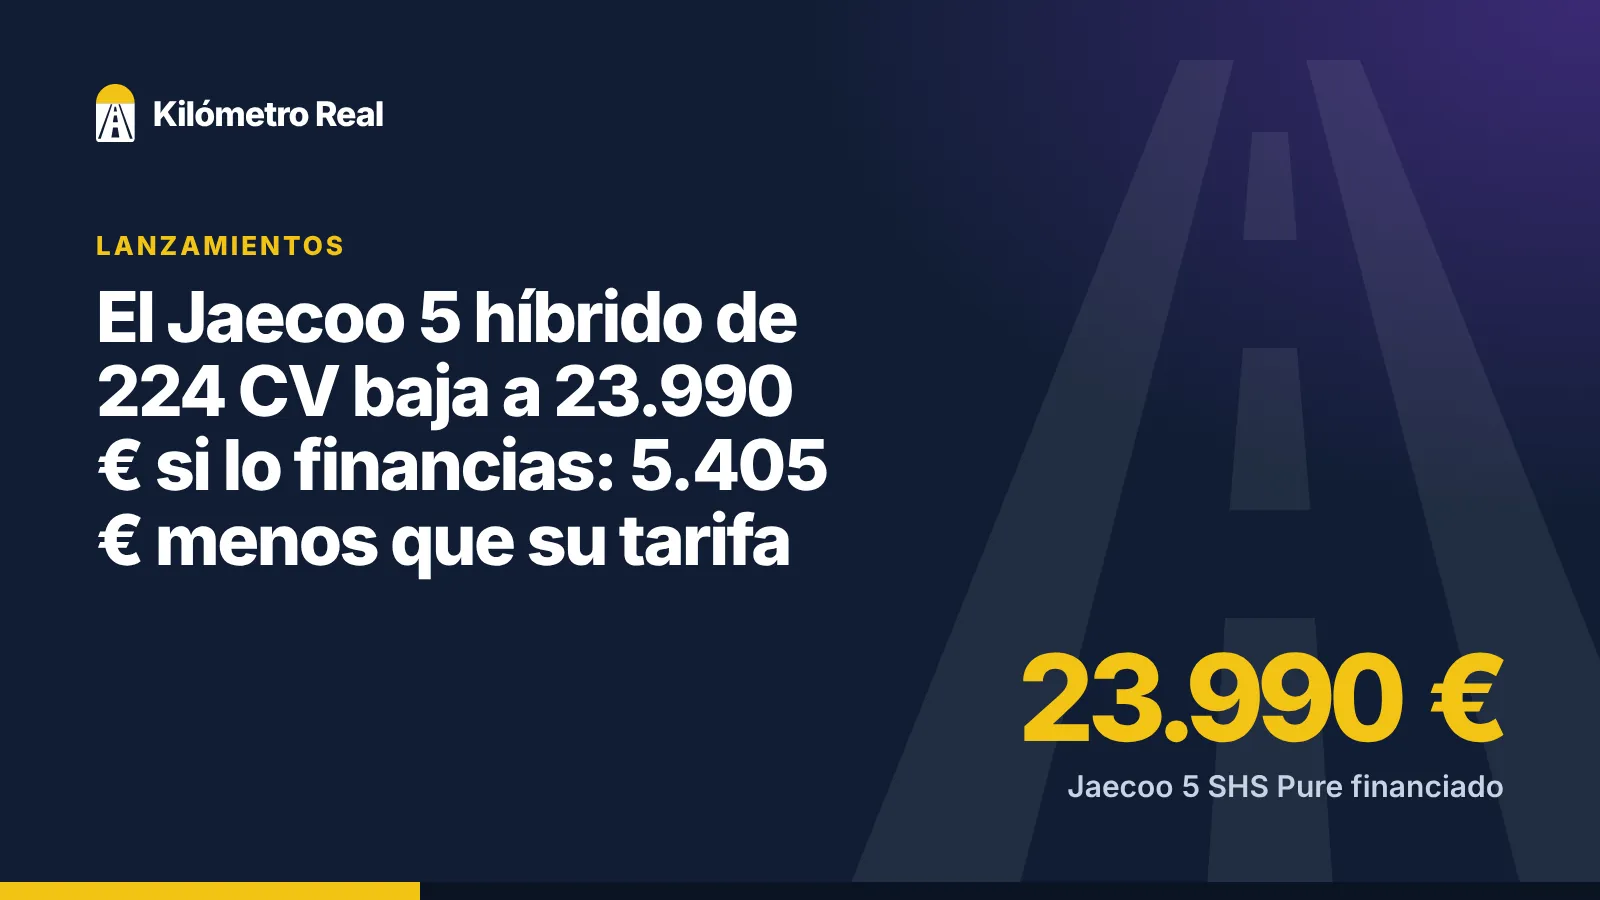 Kilómetro Real
LANZAMIENTOS
El Jaecoo 5 híbrido de
224 CV baja a 23.990
€ si lo financias: 5.405
€ menos que su tarifa
23.990 €
Jaecoo 5 SHS Pure financiado